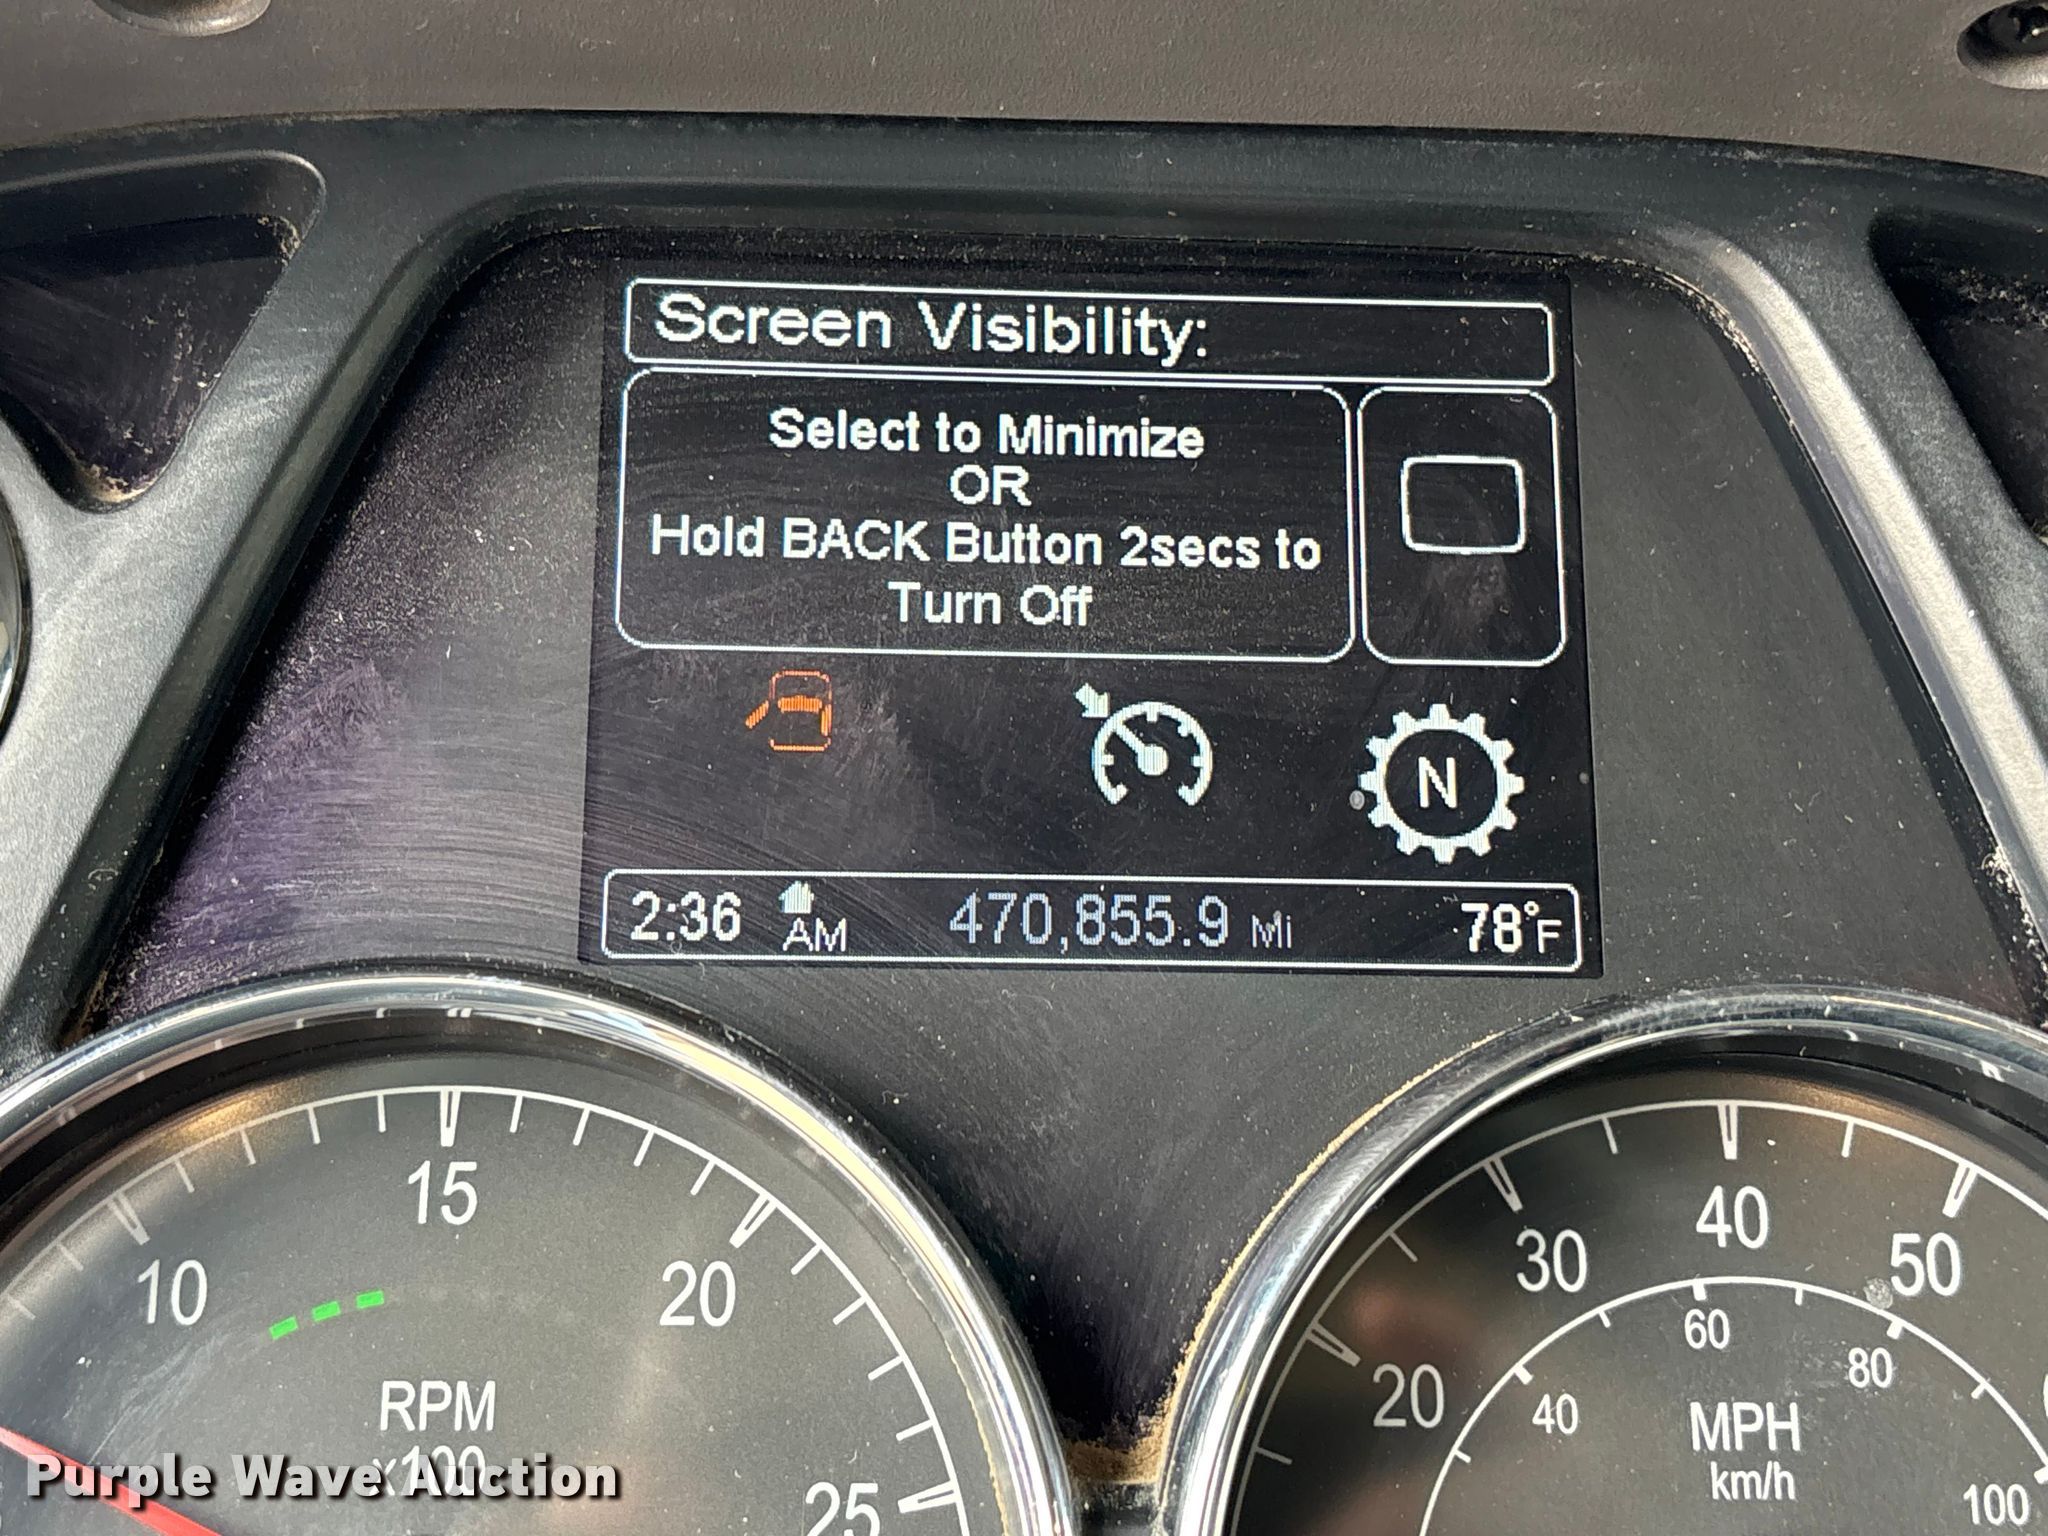 Screen Visibility:
Select to Minimize
OR
Hold BACK Button 2secs to
Turn Off
N
2:36 AM 470,855.9 Mi 78°F
10 15 20 25
RPM
x100
20 30 40 50
40 60 80 100
MPH
km/h
Purple Wave Auction